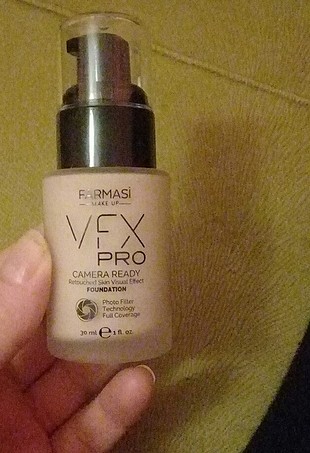 FARMASİ
MAKE UP
VFX
PRO
CAMERA READY
Retouched Skin Visual Effect
FOUNDATION
Photo Filter
Technology
Full Coverage
30 ml ℮ 1 fl. oz.